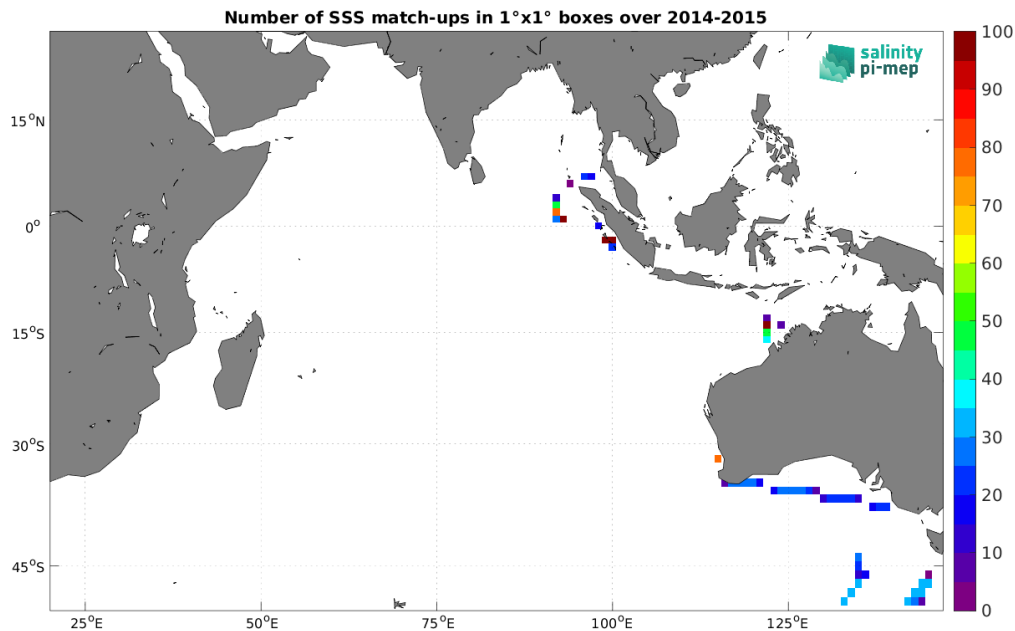 Number of SSS match-ups in 1°x1° boxes over 2014-2015
salinity
pi-mep
15°N
0°
15°S
30°S
45°S
25°E
50°E
75°E
100°E
125°E
100
90
80
70
60
50
40
30
20
10
0